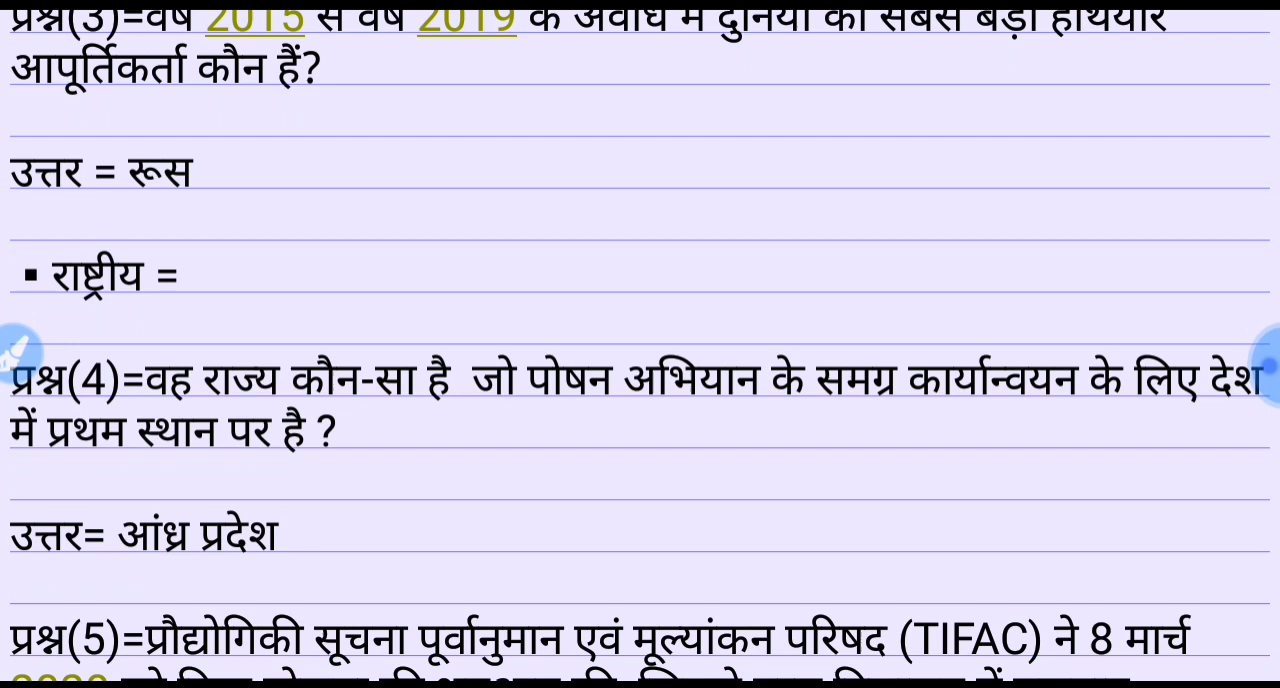 प्रश्न(3)=वर्ष 2015 से वर्ष 2019 के अवधि में दुनिया का सबसे बड़ा हथियार
आपूर्तिकर्ता कौन हैं?
उत्तर = रूस
▪ राष्ट्रीय =
प्रश्न(4)=वह राज्य कौन-सा है जो पोषन अभियान के समग्र कार्यान्वयन के लिए देश
में प्रथम स्थान पर है ?
उत्तर= आंध्र प्रदेश
प्रश्न(5)=प्रौद्योगिकी सूचना पूर्वानुमान एवं मूल्यांकन परिषद (TIFAC) ने 8 मार्च